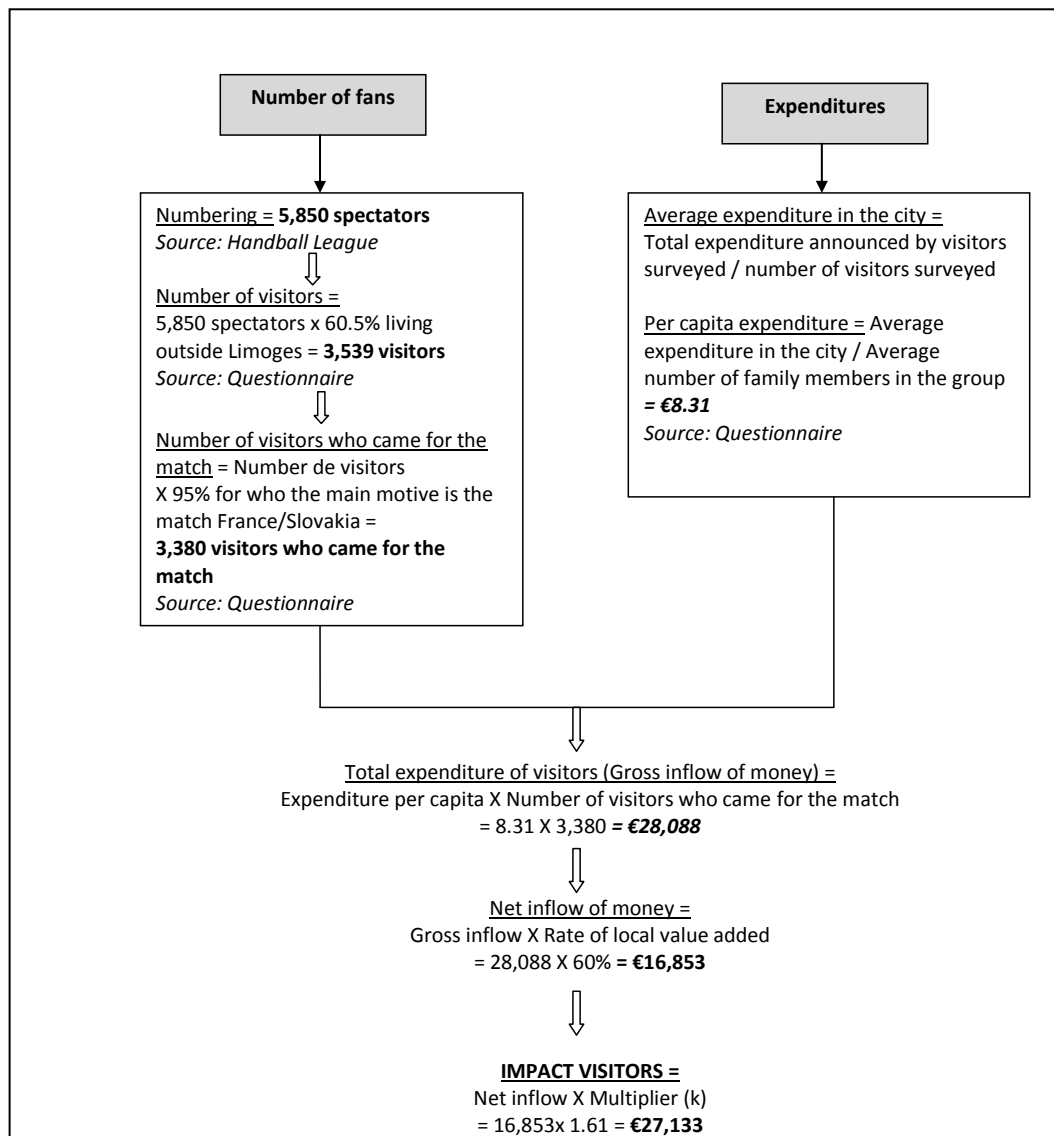 Number of fans
Numbering = 5,850 spectators
Source: Handball League
Number of visitors =
5,850 spectators x 60.5% living
outside Limoges = 3,539 visitors
Source: Questionnaire
Number of visitors who came for the
match = Number de visitors
X 95% for who the main motive is the
match France/Slovakia =
3,380 visitors who came for the
match
Source: Questionnaire
Expenditures
Average expenditure in the city =
Total expenditure announced by visitors
surveyed / number of visitors surveyed
Per capita expenditure = Average
expenditure in the city / Average
number of family members in the group
= €8.31
Source: Questionnaire
Total expenditure of visitors (Gross inflow of money) =
Expenditure per capita X Number of visitors who came for the match
= 8.31 X 3,380 = €28,088
Net inflow of money =
Gross inflow X Rate of local value added
= 28,088 X 60% = €16,853
IMPACT VISITORS =
Net inflow X Multiplier (k)
= 16,853x 1.61 = €27,133